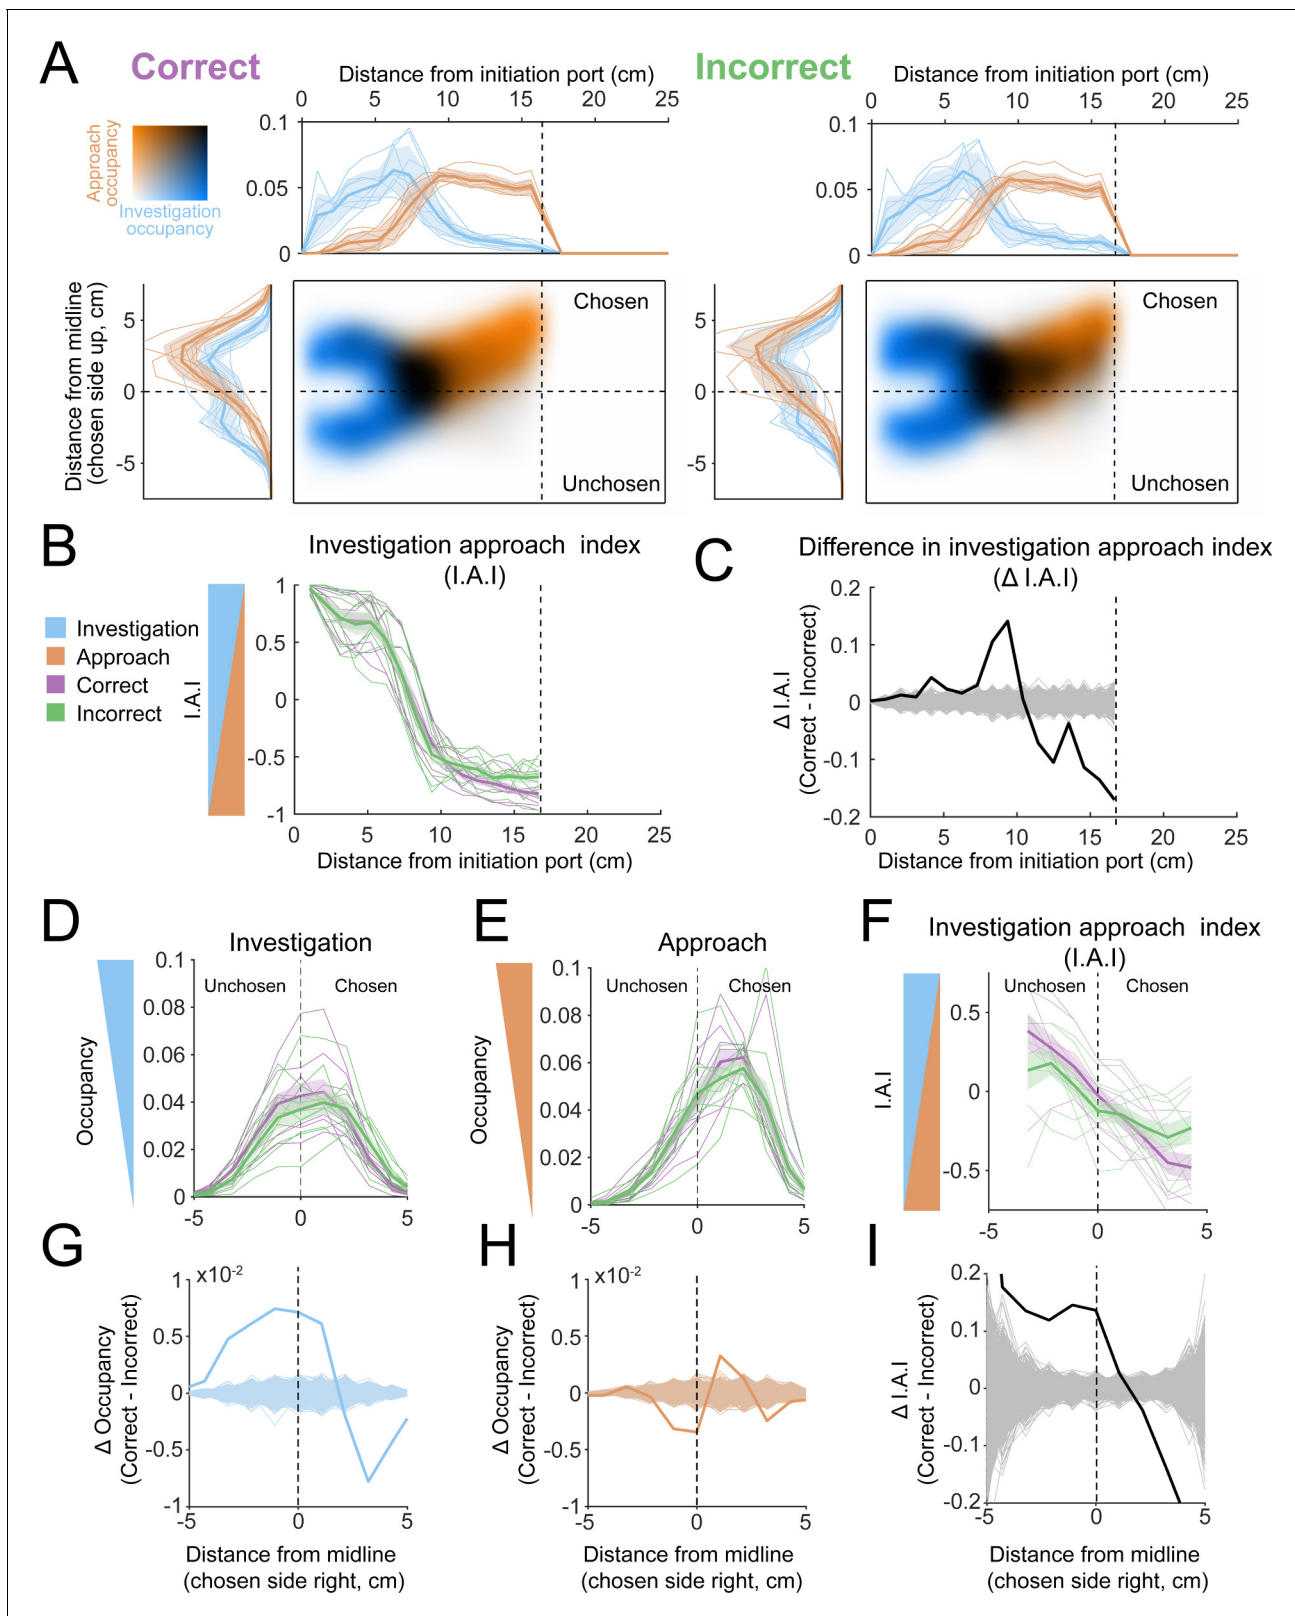 A
Correct
Incorrect
Distance from initiation port (cm)
0 5 10 15 20 25
Distance from initiation port (cm)
0 5 10 15 20 25
Approach
occupancy
Investigation
occupancy
0.1
0.05
0
0.1
0.05
0
Distance from midline
(chosen side up, cm)
5
0
-5
Chosen
Unchosen
5
0
-5
Chosen
Unchosen
B
Investigation approach index
(I.A.I)
Investigation
Approach
Correct
Incorrect
I.A.I
1
0.5
0
-0.5
-1
0 5 10 15 20 25
Distance from initiation port (cm)
C
Difference in investigation approach index
(Δ I.A.I)
Δ I.A.I
(Correct - Incorrect)
0.2
0.1
0
-0.1
-0.2
0 5 10 15 20 25
Distance from initiation port (cm)
D
Investigation
Occupancy
Unchosen Chosen
0.1
0.08
0.06
0.04
0.02
0
-5 0 5
E
Approach
Occupancy
Unchosen Chosen
0.1
0.08
0.06
0.04
0.02
0
-5 0 5
F
Investigation approach index
(I.A.I)
Unchosen Chosen
I.A.I
0.5
0
-0.5
-5 0 5
G
x10-2
Δ Occupancy
(Correct - Incorrect)
1
0.5
0
-0.5
-1
-5 0 5
Distance from midline
(chosen side right, cm)
H
x10-2
Δ Occupancy
(Correct - Incorrect)
1
0.5
0
-0.5
-1
-5 0 5
Distance from midline
(chosen side right, cm)
I
Δ I.A.I
(Correct - Incorrect)
0.2
0.1
0
-0.1
-0.2
-5 0 5
Distance from midline
(chosen side right, cm)